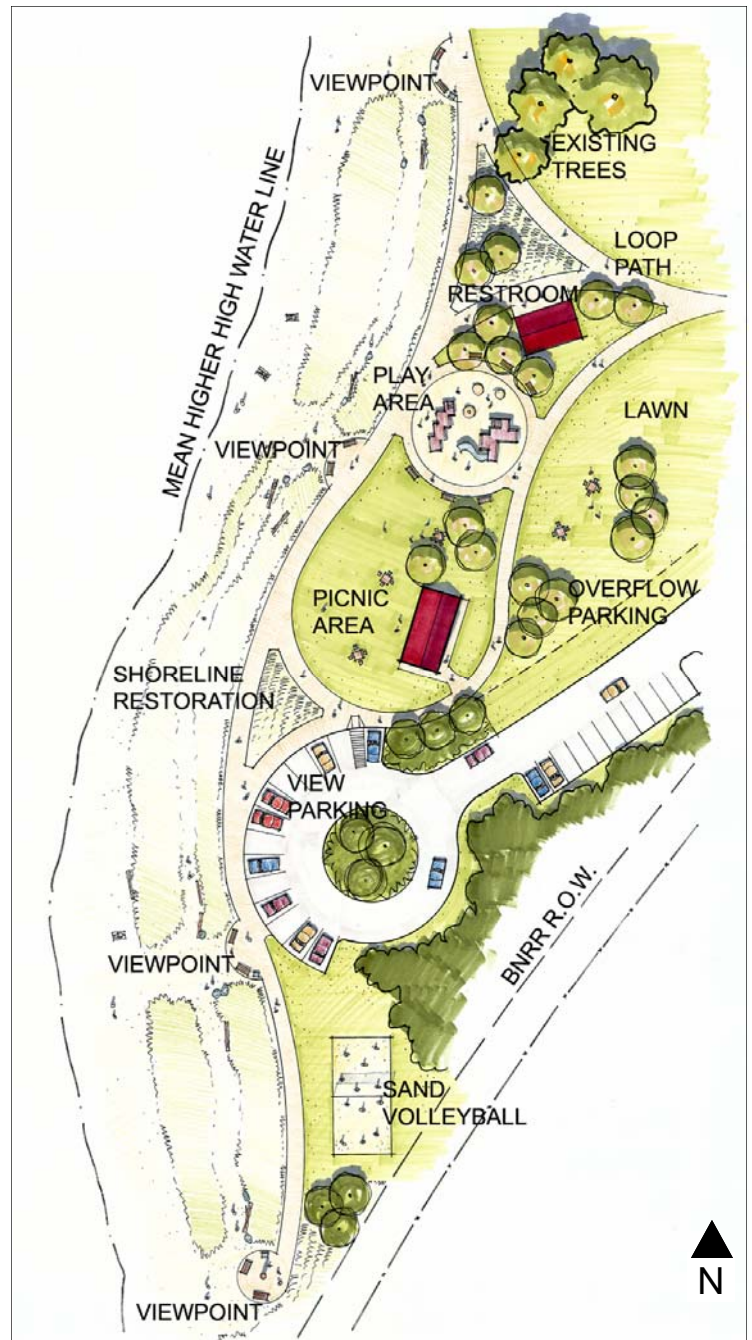 VIEWPOINT
EXISTING
TREES
MEAN HIGHER HIGH WATER LINE
LOOP
PATH
RESTROOM
PLAY
AREA
LAWN
VIEWPOINT
OVERFLOW
PARKING
PICNIC
AREA
SHORELINE
RESTORATION
VIEW
PARKING
BNRR R.O.W.
VIEWPOINT
SAND
VOLLEYBALL
N
VIEWPOINT